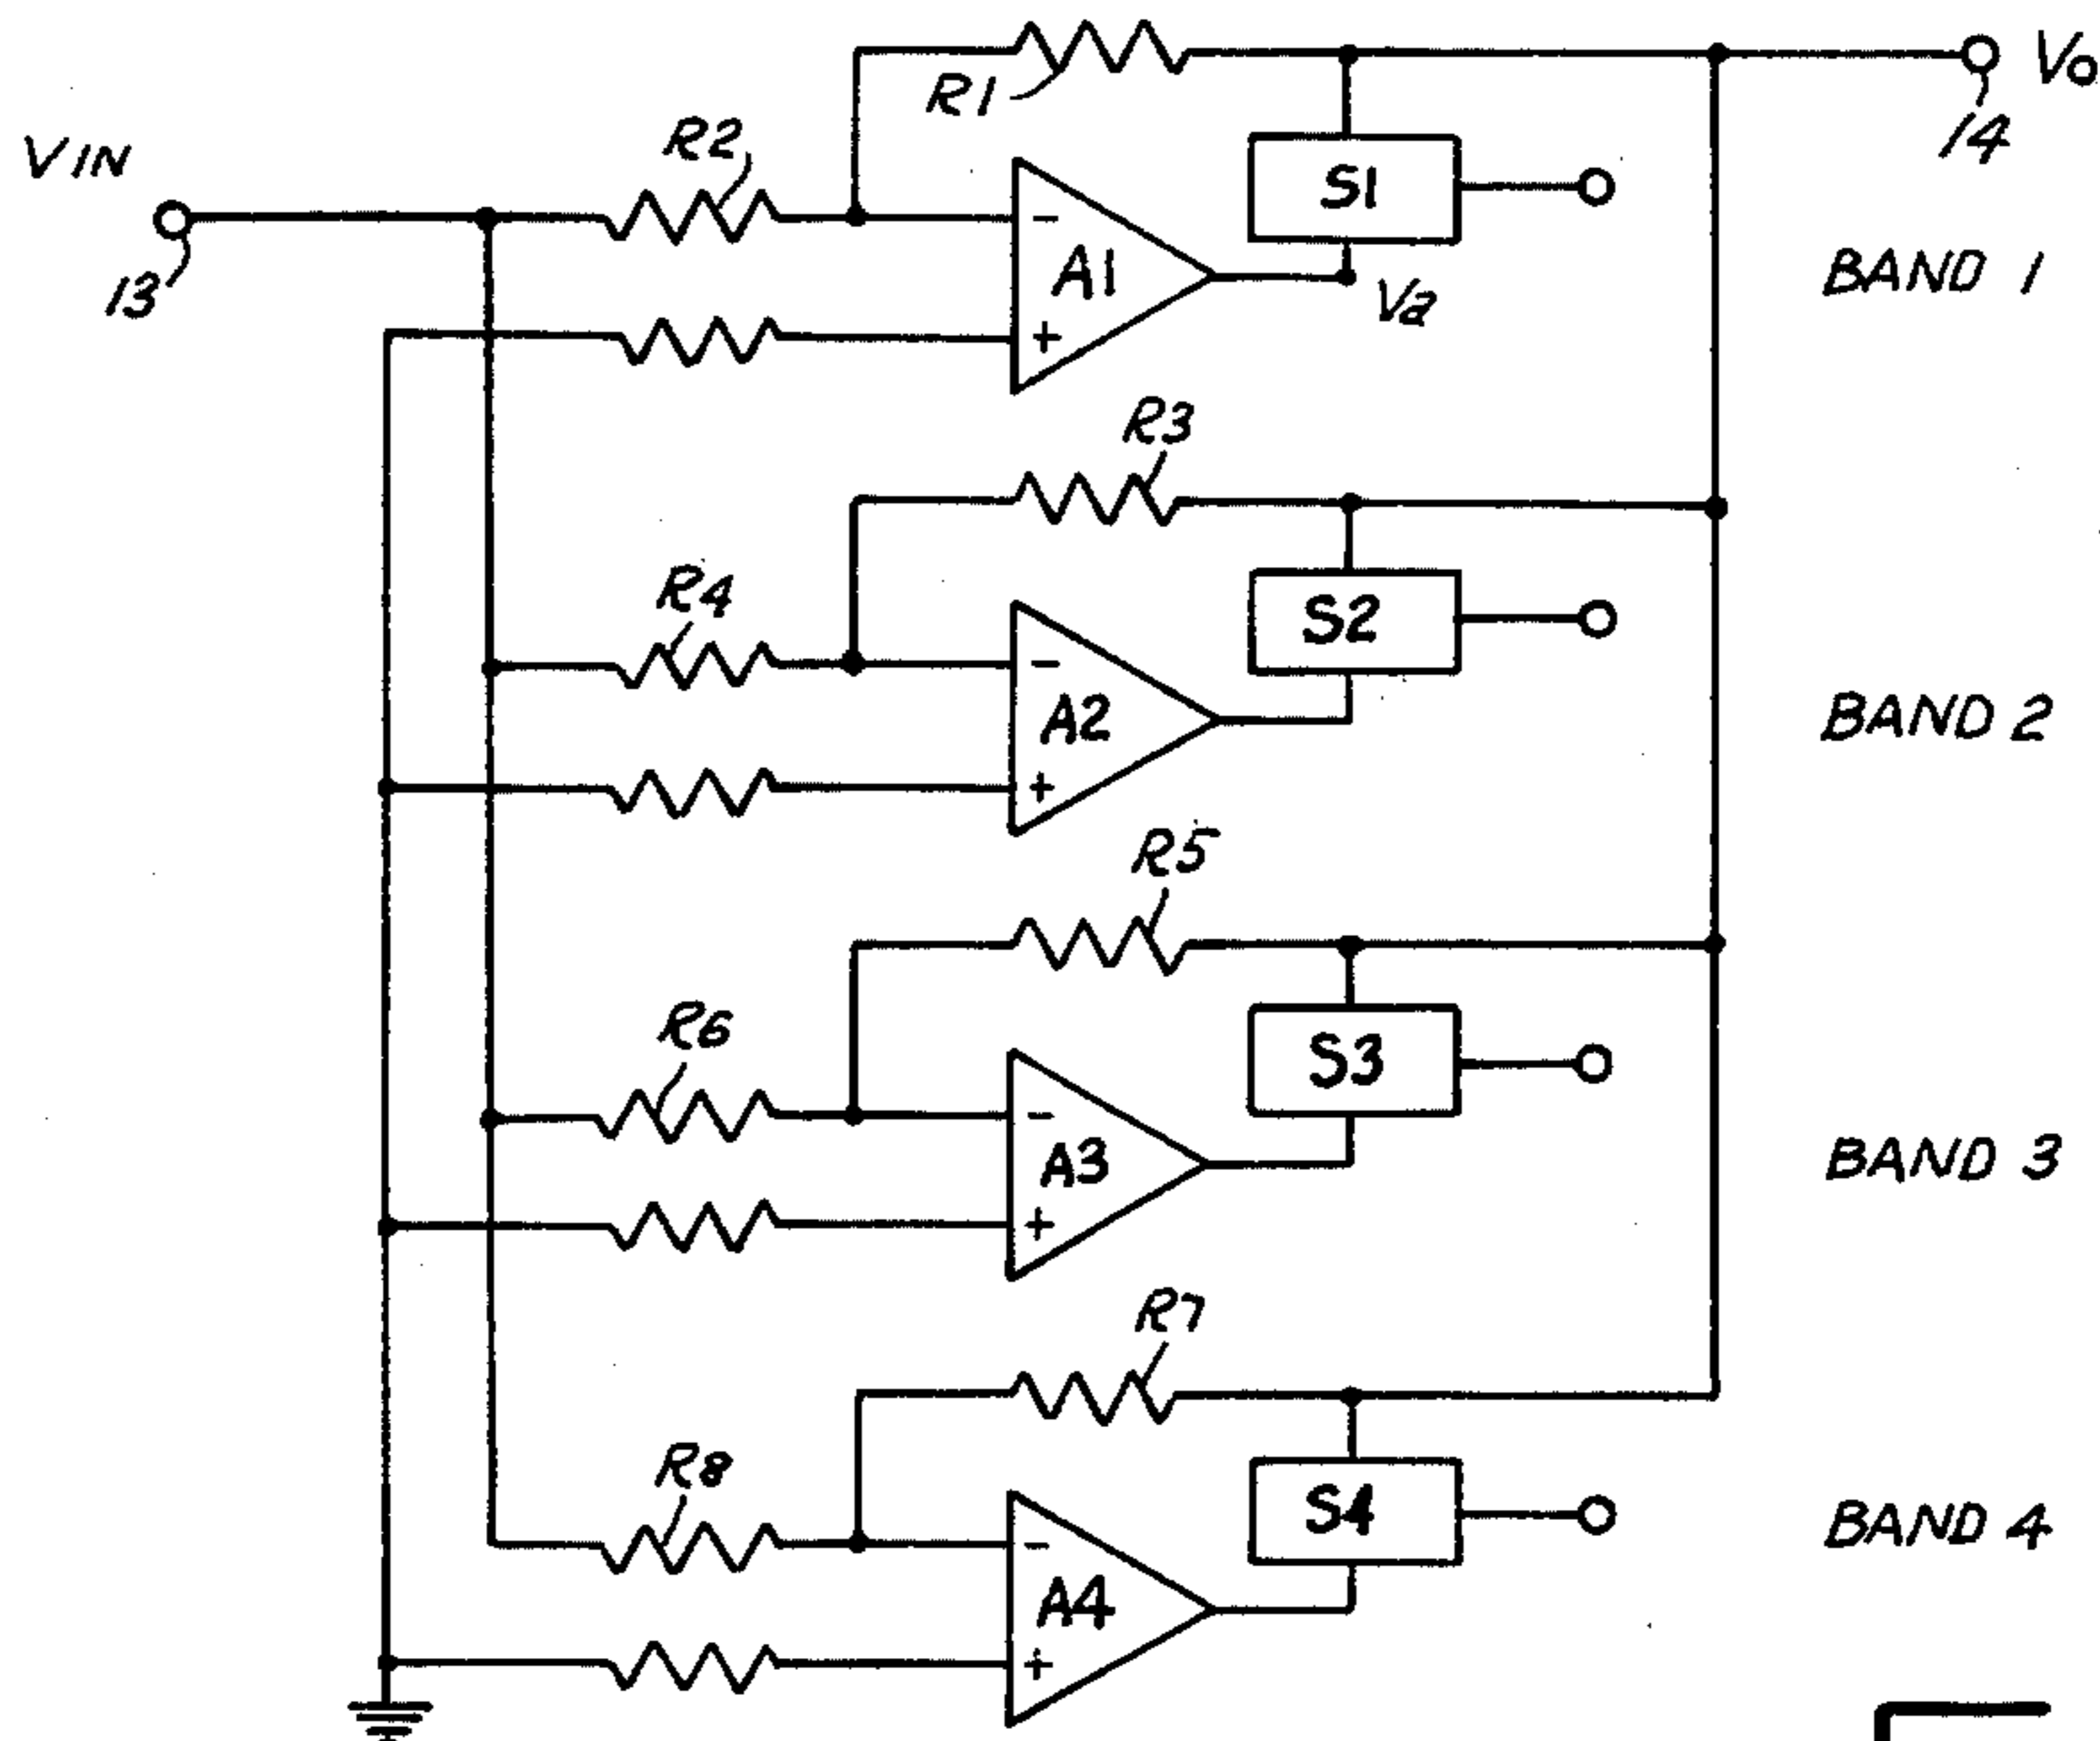 R1
Vo
14
VIN
R2
S1
-
A1
13
Va
BAND 1
+
R3
R4
S2
-
A2
BAND 2
+
R5
R6
S3
-
A3
BAND 3
+
R7
R8
S4
-
A4
BAND 4
+